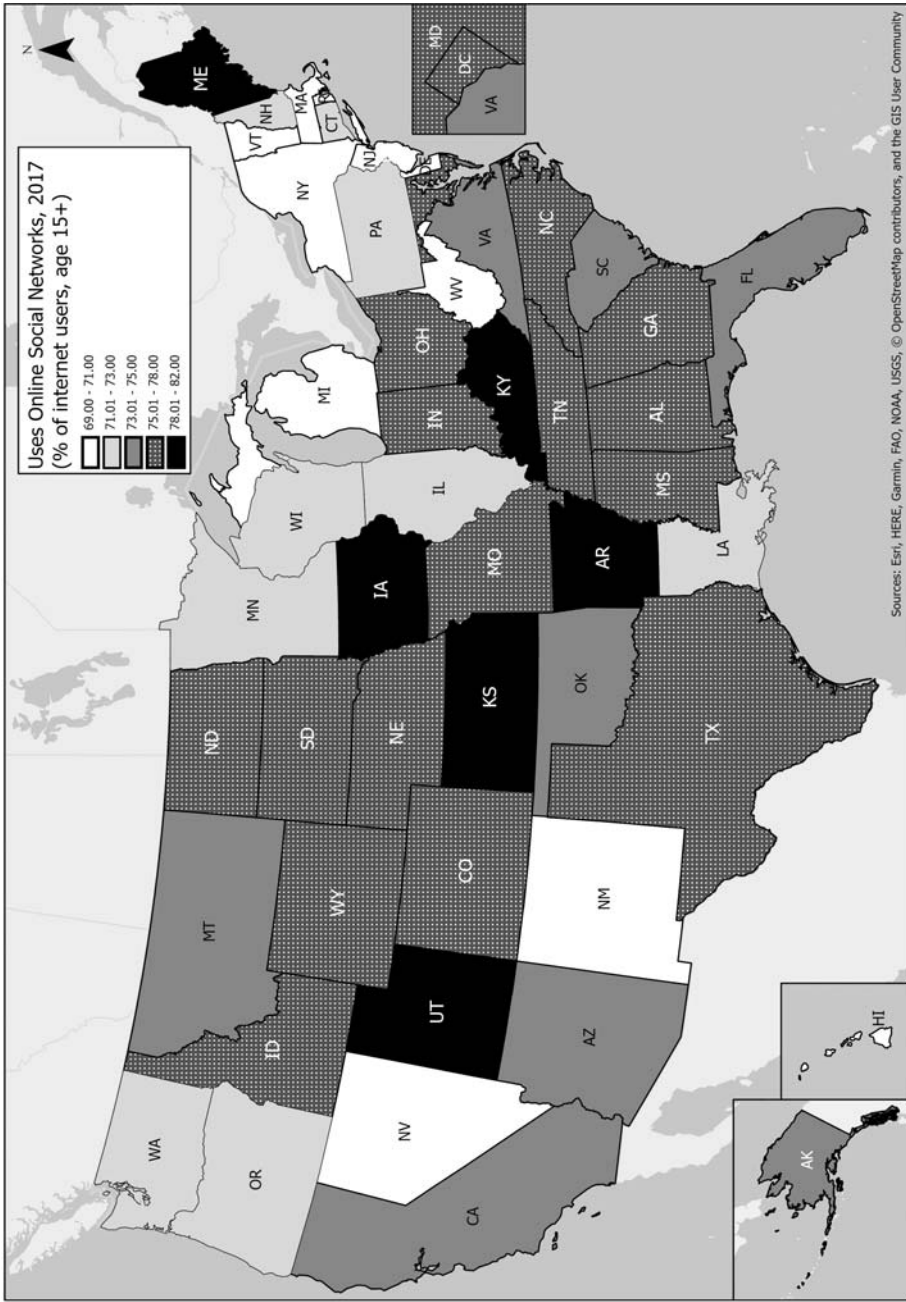 Uses Online Social Networks, 2017
(% of internet users, age 15+)
69.00 - 71.00
71.01 - 73.00
73.01 - 75.00
75.01 - 78.00
78.01 - 82.00
N
WA
OR
CA
NV
ID
MT
WY
UT
AZ
CO
NM
ND
SD
NE
KS
OK
TX
MN
IA
MO
AR
LA
WI
IL
MI
IN
OH
KY
TN
MS
AL
GA
FL
SC
NC
VA
WV
PA
NY
VT
NH
ME
MA
CT
NJ
DE
MD
DC
VA
AK
HI
Sources: Esri, HERE, Garmin, FAO, NOAA, USGS, © OpenStreetMap contributors, and the GIS User Community